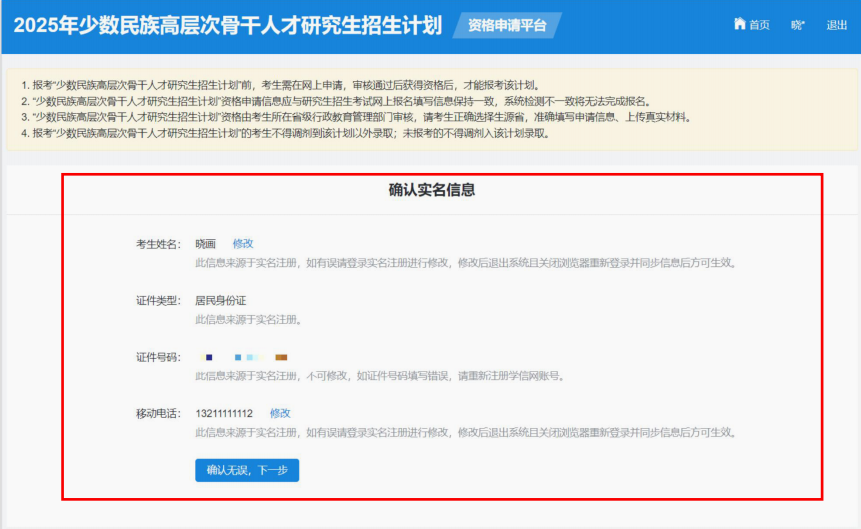 2025年少数民族高层次骨干人才研究生招生计划 资格申请平台 首页 晓* 退出
1. 报考“少数民族高层次骨干人才研究生招生计划”前，考生需在网上申请，审核通过后获得资格后，才能报考该计划。
2. “少数民族高层次骨干人才研究生招生计划”资格申请信息应与研究生招生考试网上报名填写信息保持一致，系统检测不一致将无法完成报名。
3. “少数民族高层次骨干人才研究生招生计划”资格由考生所在省级行政教育管理部门审核，请考生正确选择生源省，准确填写申请信息、上传真实材料。
4. 报考“少数民族高层次骨干人才研究生招生计划”的考生不得调剂到该计划以外录取；未报考的不得调剂入该计划录取。
确认实名信息
考生姓名： 晓画 修改
此信息来源于实名注册，如有误请登录实名注册进行修改，修改后退出系统且关闭浏览器重新登录并同步信息后方可生效。
证件类型： 居民身份证
此信息来源于实名注册。
证件号码：
此信息来源于实名注册，不可修改，如证件号码填写错误，请重新注册学信网账号。
移动电话： 13211111112 修改
此信息来源于实名注册，如有误请登录实名注册进行修改，修改后退出系统且关闭浏览器重新登录并同步信息后方可生效。
确认无误，下一步